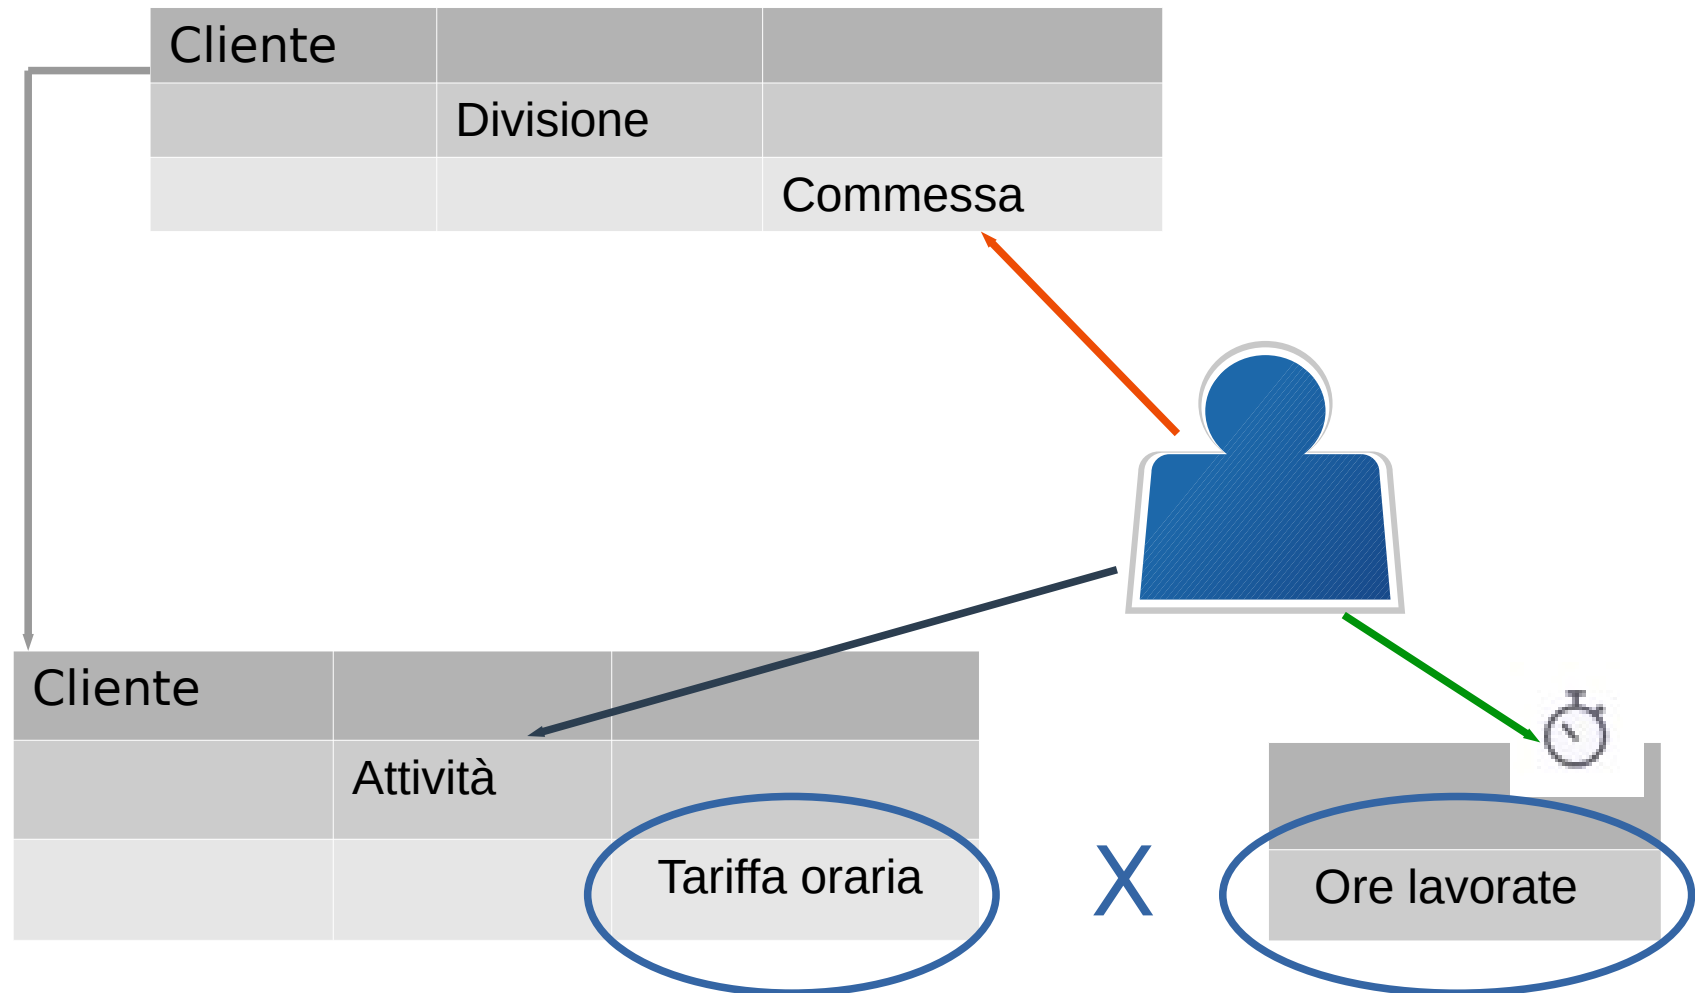 Cliente
Divisione
Commessa
Cliente
Attività
Tariffa oraria
X
Ore lavorate